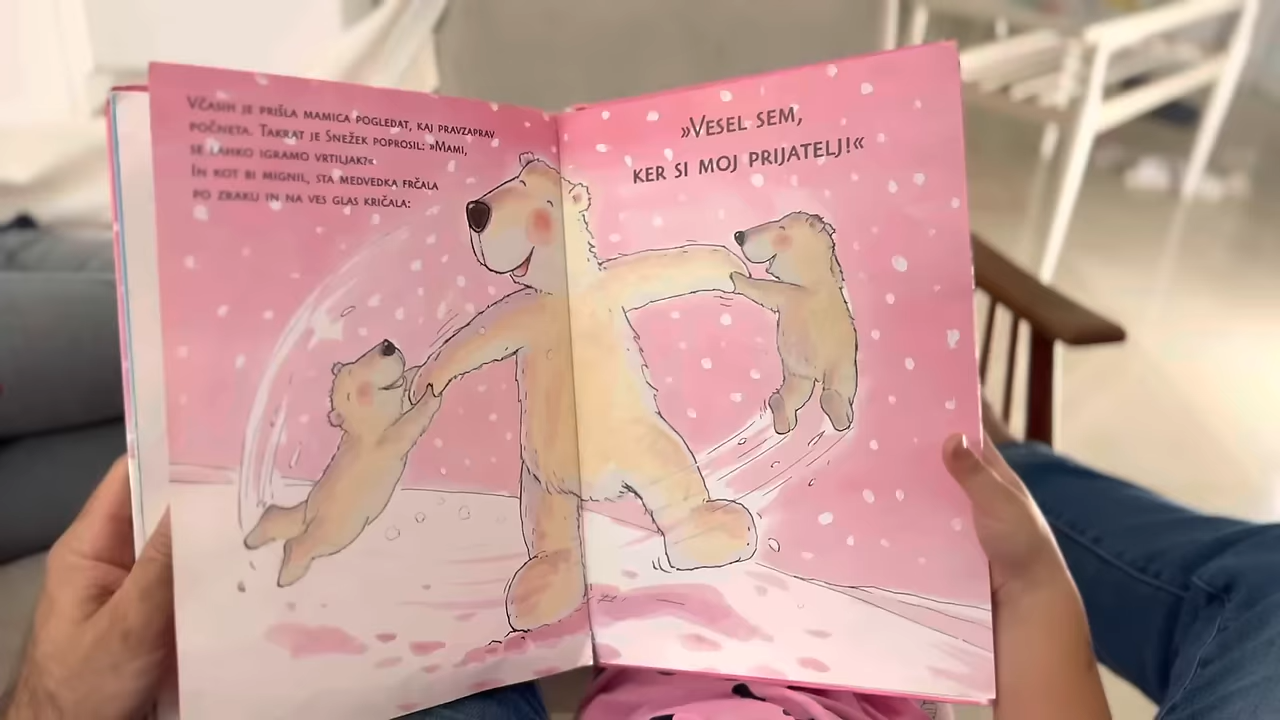 VČASIH JE PRIŠLA MAMICA POGLEDAT, KAJ PRAVZAPRAV
POČNETA. TAKRAT JE SNEŽEK POPROSIL: »MAMI,
SE LAHKO IGRAMO VRTILJAK?«
IN KOT BI MIGNIL, STA MEDVEDKA FRČALA
PO ZRAKU IN NA VES GLAS KRIČALA:
»VESEL SEM,
KER SI MOJ PRIJATELJ!«